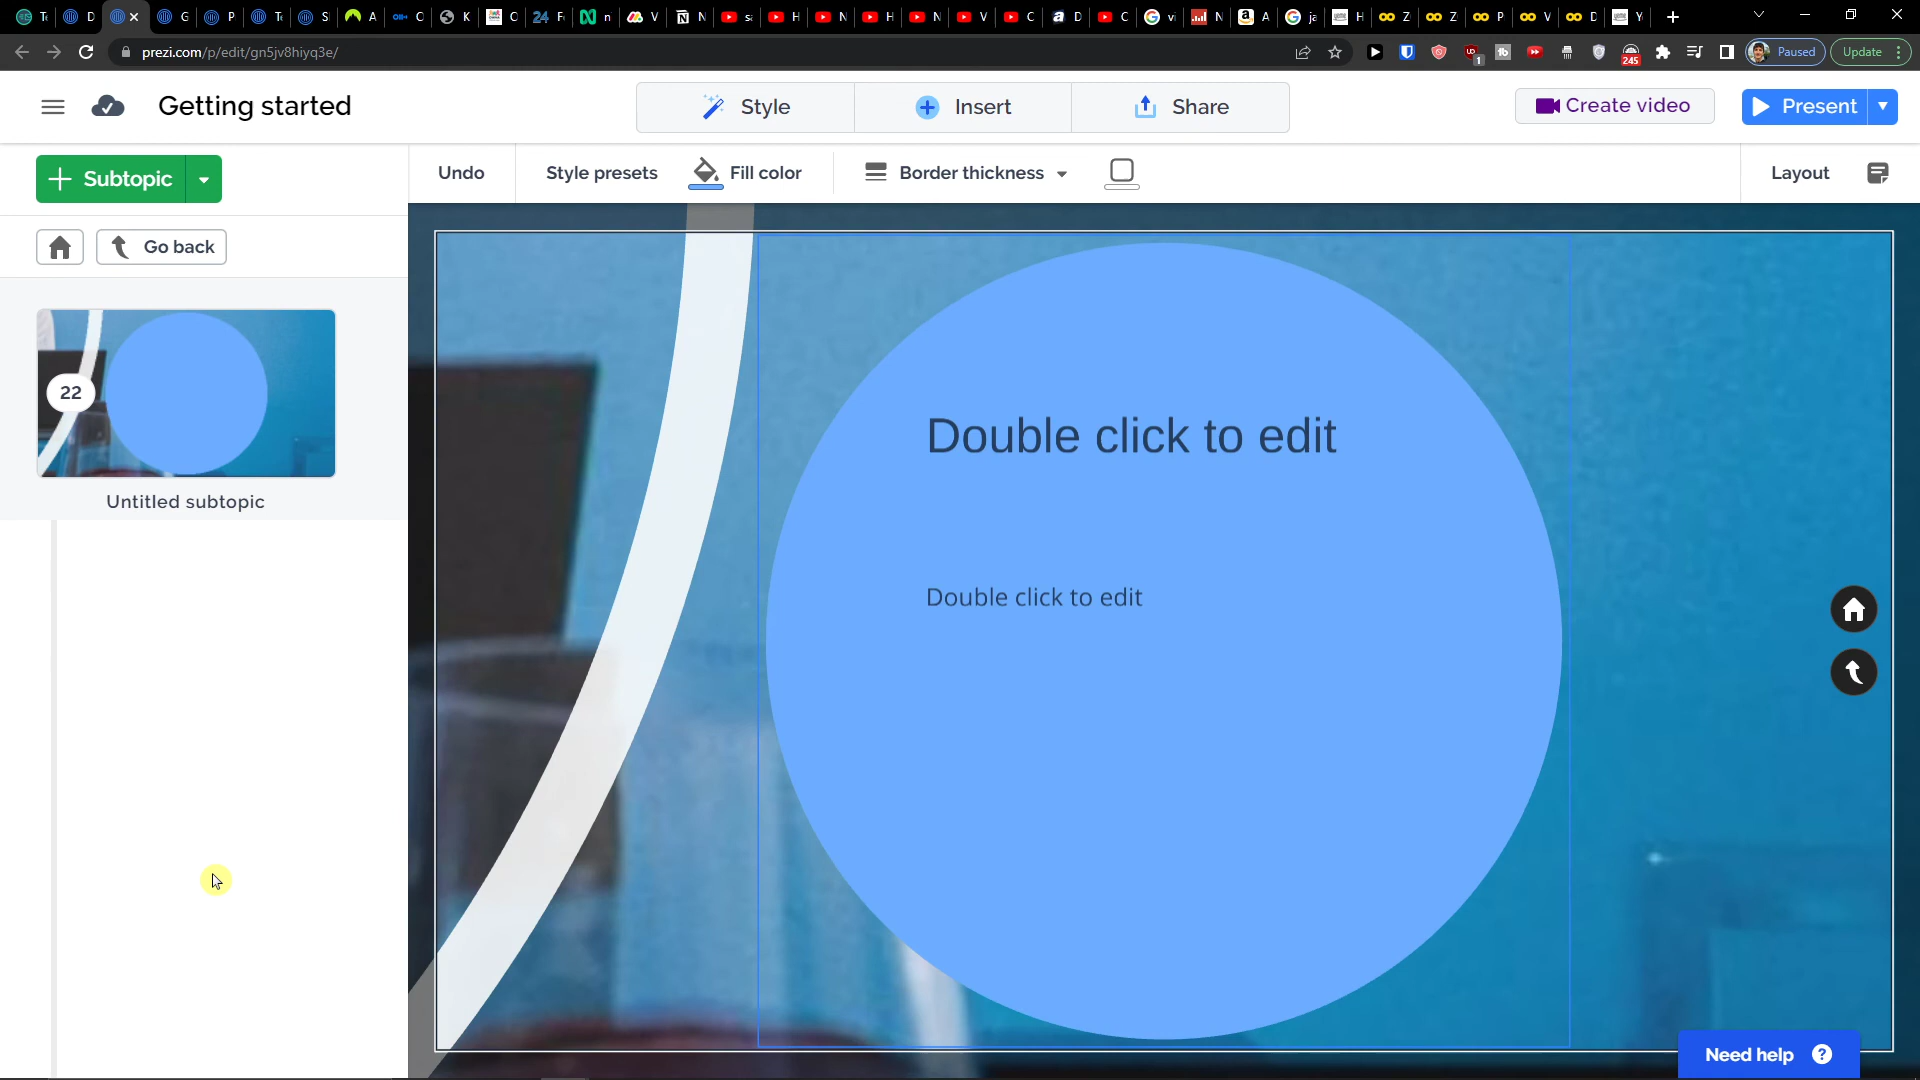 prezi.com/p/edit/gn5jv8hiyq3e/
245
1
Paused
Update
Getting started
Style
Insert
Share
Create video
Present
Subtopic
Undo
Style presets
Fill color
Border thickness
Layout
Go back
22
Untitled subtopic
Double click to edit
Double click to edit
Need help
?